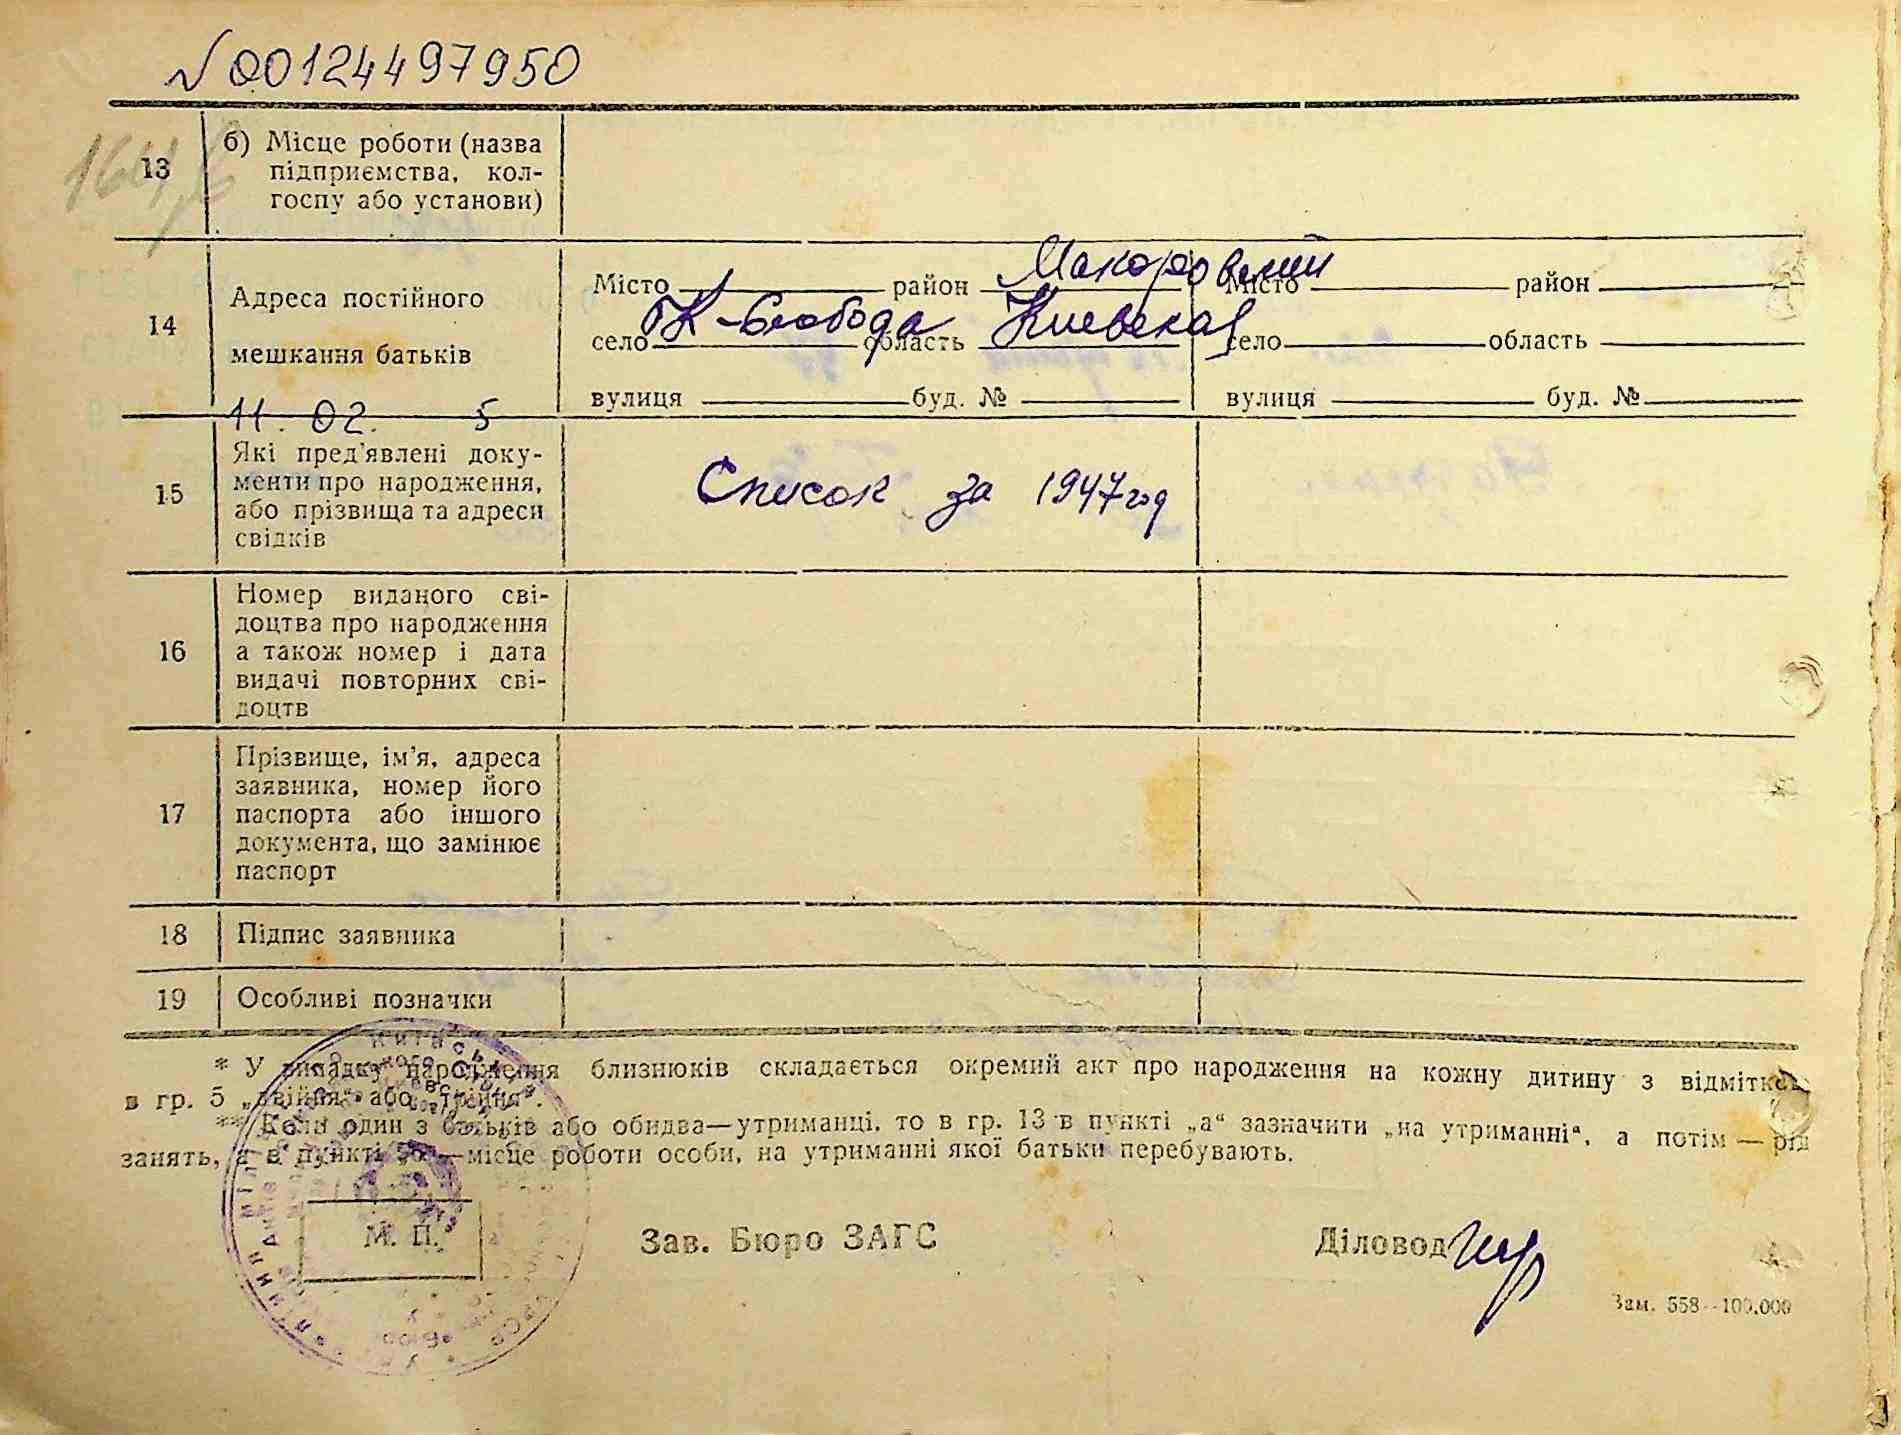 №00124497950
164
13
б) Місце роботи (назва
підприємства, кол-
госпу або установи)
14
Адреса постійного
мешкання батьків
Місто район Макаровский
село К-Слобода область Киевская
вулиця буд. №
Місто район
село область
вулиця буд. №
11. 02. 5
15
Які пред'явлені доку-
менти про народження,
або прізвища та адреси
свідків
Список за 1947 год
16
Номер виданого сві-
доцтва про народження
а також номер і дата
видачі повторних сві-
доцтв
17
Прізвище, ім'я, адреса
заявника, номер його
паспорта або іншого
документа, що замінює
паспорт
18
Підпис заявника
19
Особливі позначки
* У випадку народження близнюків складається окремий акт про народження на кожну дитину з відміткою
в гр. 5 „двійня“ або „трійня“.
** Коли один з батьків або обидва—утриманці, то в гр. 13 в пункті „а“ зазначити „на утриманні“, а потім — рід
занять, а в пункті „б“—місце роботи особи, на утриманні якої батьки перебувають.
М. П.
Зав. Бюро ЗАГС
Діловод
Зам. 558—100.000